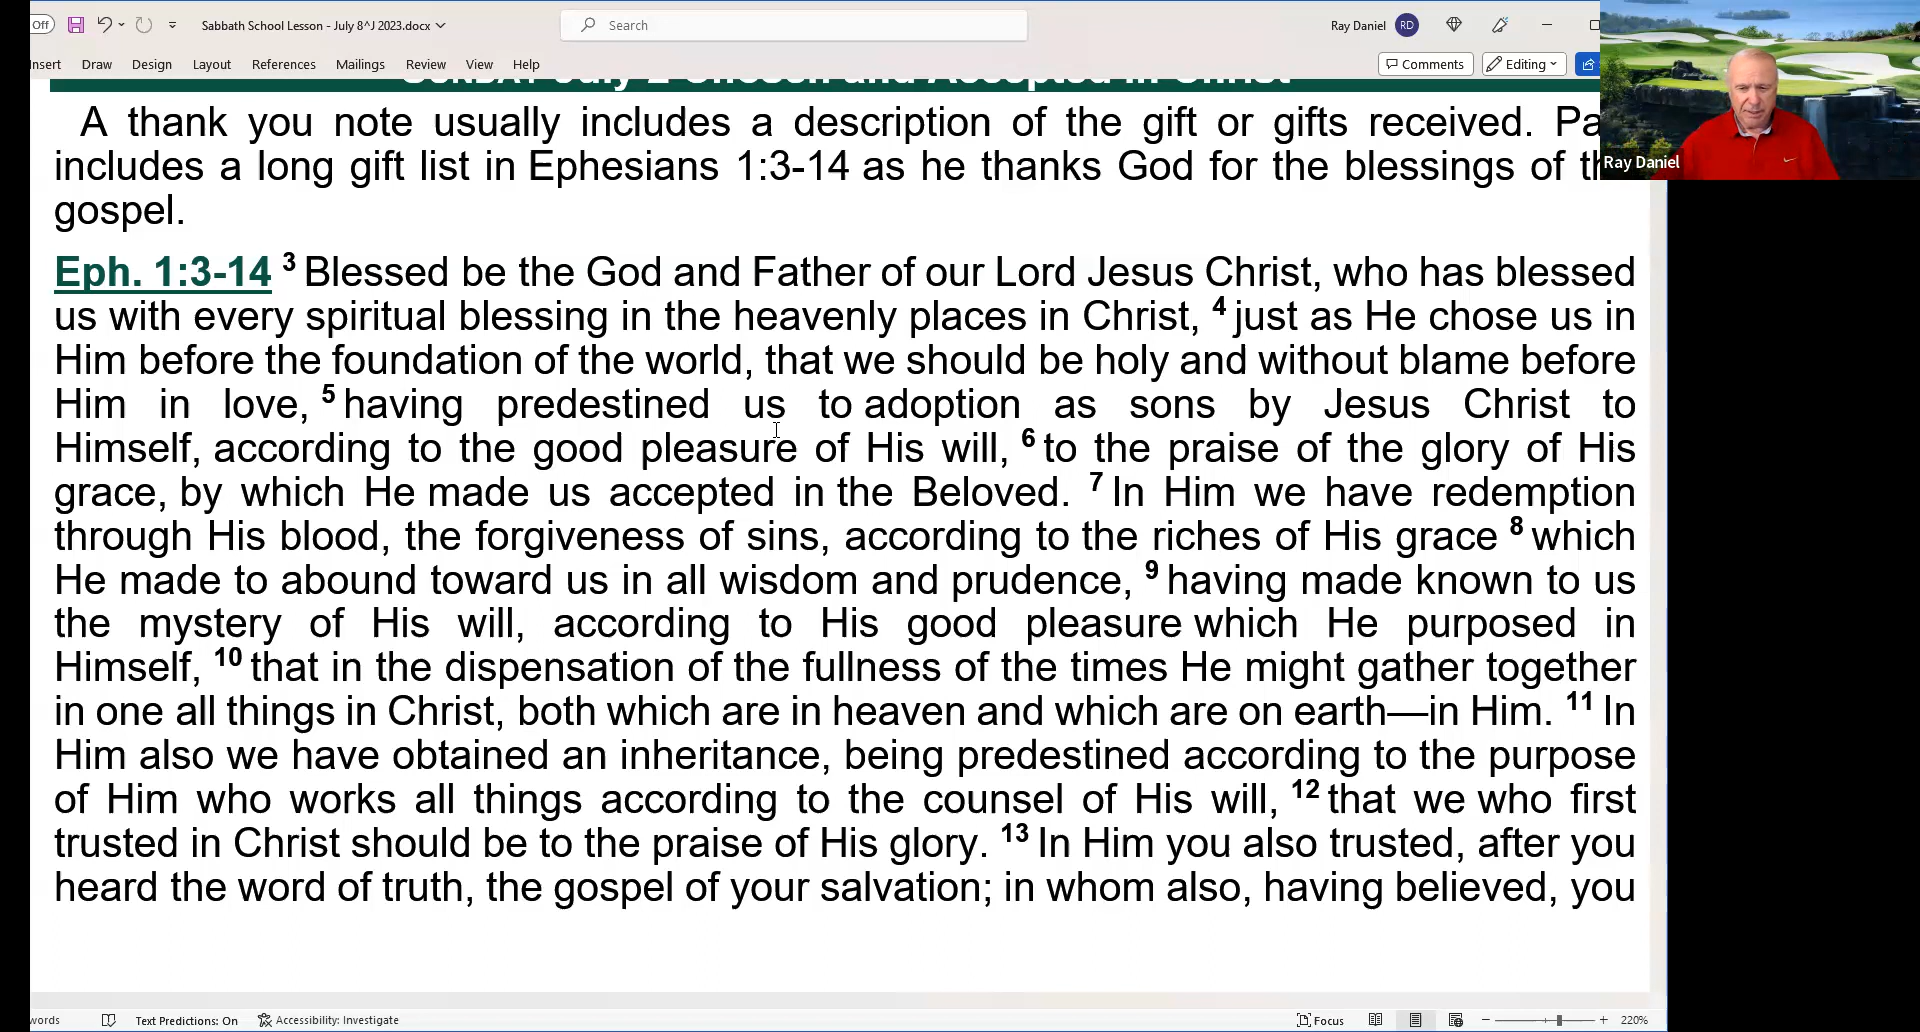 Off Sabbath School Lesson - July 8^J 2023.docx Search Ray Daniel RD
Draw Design Layout References Mailings Review View Help Comments Editing
July 2 Chosen and Accepted in Christ
A thank you note usually includes a description of the gift or gifts received.
includes a long gift list in Ephesians 1:3-14 as he thanks God for the blessings of
gospel.
Ray Daniel
Eph. 1:3-14 3 Blessed be the God and Father of our Lord Jesus Christ, who has blessed
us with every spiritual blessing in the heavenly places in Christ, 4 just as He chose us in
Him before the foundation of the world, that we should be holy and without blame before
Him in love, 5 having predestined us to adoption as sons by Jesus Christ to
Himself, according to the good pleasure of His will, 6 to the praise of the glory of His
grace, by which He made us accepted in the Beloved. 7 In Him we have redemption
through His blood, the forgiveness of sins, according to the riches of His grace 8 which
He made to abound toward us in all wisdom and prudence, 9 having made known to us
the mystery of His will, according to His good pleasure which He purposed in
Himself, 10 that in the dispensation of the fullness of the times He might gather together
in one all things in Christ, both which are in heaven and which are on earth—in Him. 11 In
Him also we have obtained an inheritance, being predestined according to the purpose
of Him who works all things according to the counsel of His will, 12 that we who first
trusted in Christ should be to the praise of His glory. 13 In Him you also trusted, after you
heard the word of truth, the gospel of your salvation; in whom also, having believed, you
words Text Predictions: On Accessibility: Investigate Focus 220%